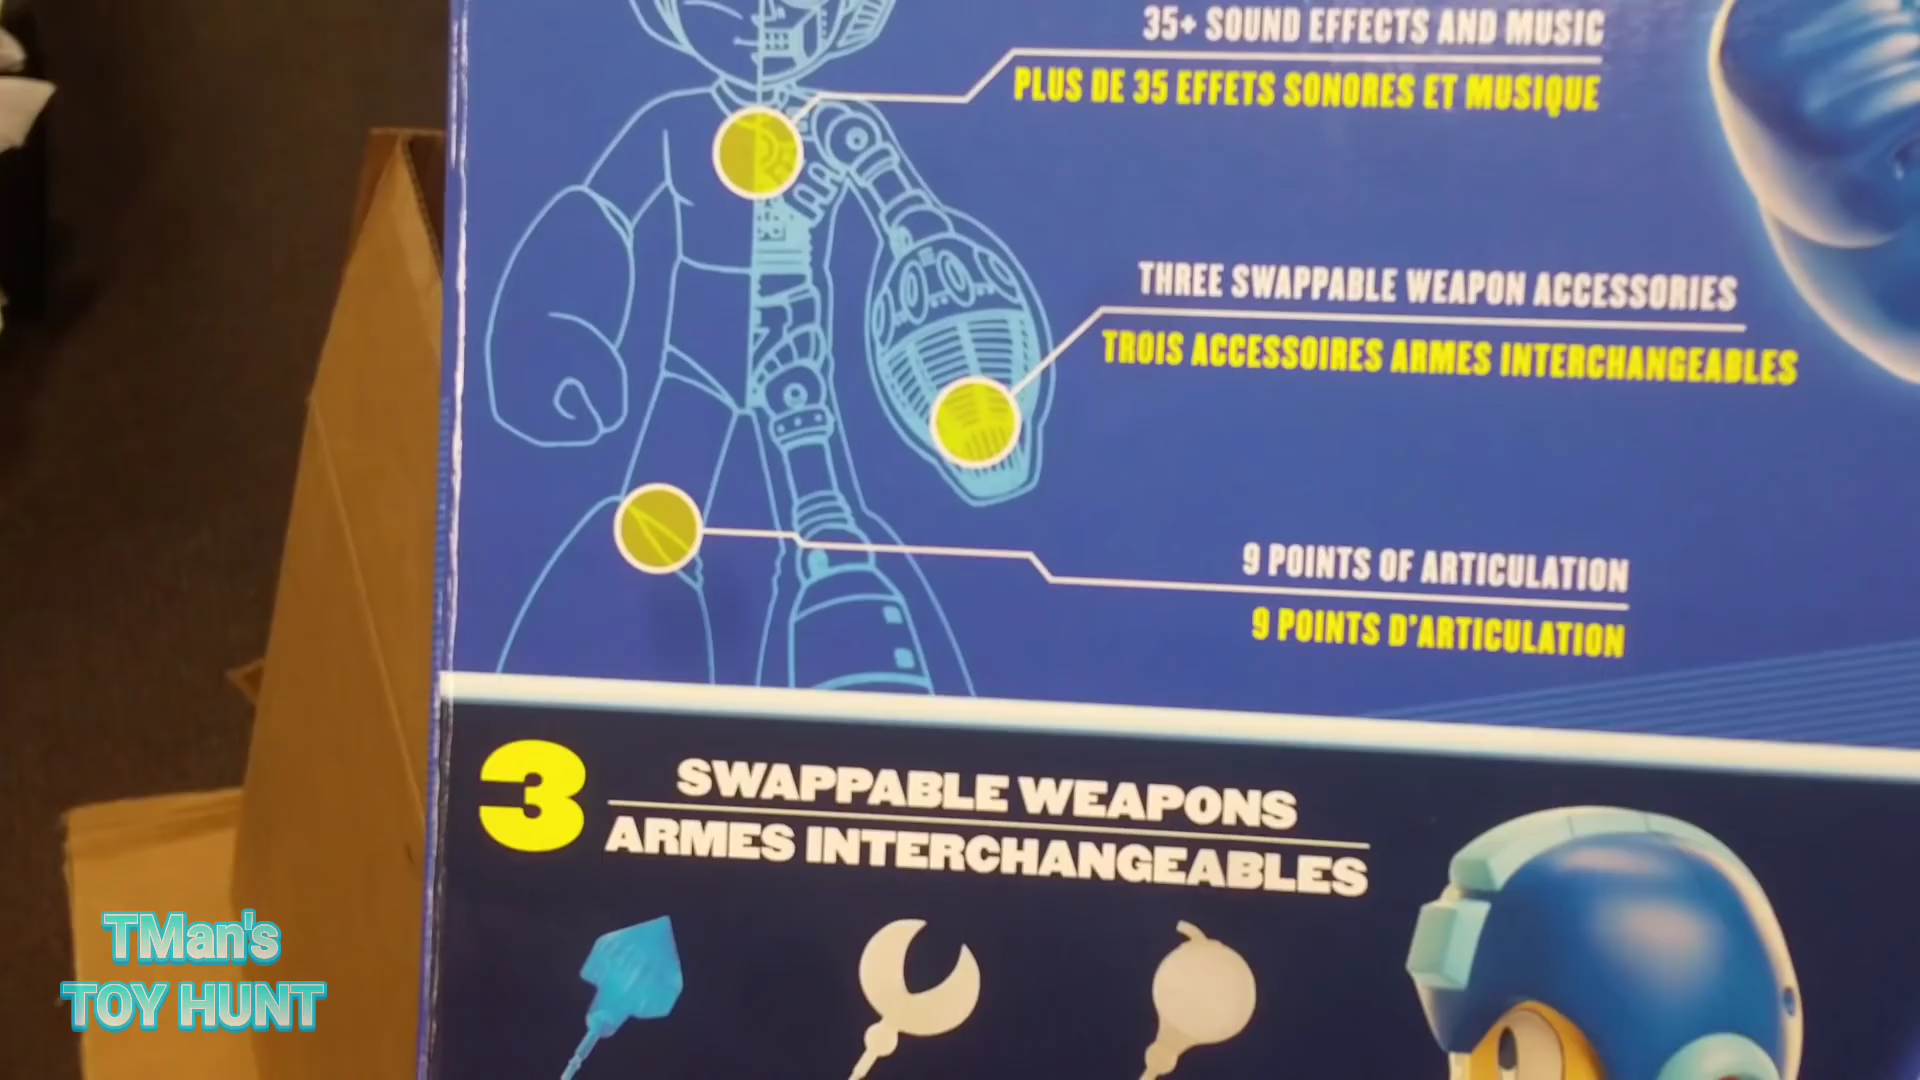 35+ SOUND EFFECTS AND MUSIC
PLUS DE 35 EFFETS SONORES ET MUSIQUE
THREE SWAPPABLE WEAPON ACCESSORIES
TROIS ACCESSOIRES ARMES INTERCHANGEABLES
9 POINTS OF ARTICULATION
9 POINTS D'ARTICULATION
3 SWAPPABLE WEAPONS
ARMES INTERCHANGEABLES
TMan's
TOY HUNT